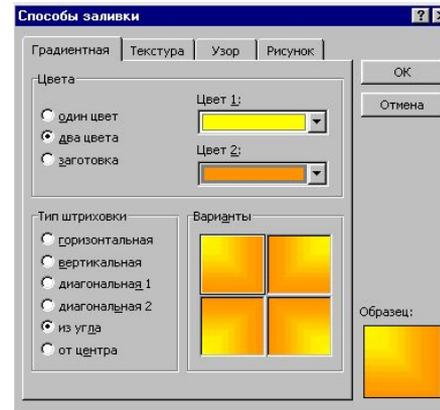 Способы заливки
Градиентная
Текстура
Узор
Рисунок
OK
Отмена
Цвета
один цвет
два цвета
заготовка
Цвет 1:
Цвет 2:
Тип штриховки
горизонтальная
вертикальная
диагональная 1
диагональная 2
из угла
от центра
Варианты
Образец: